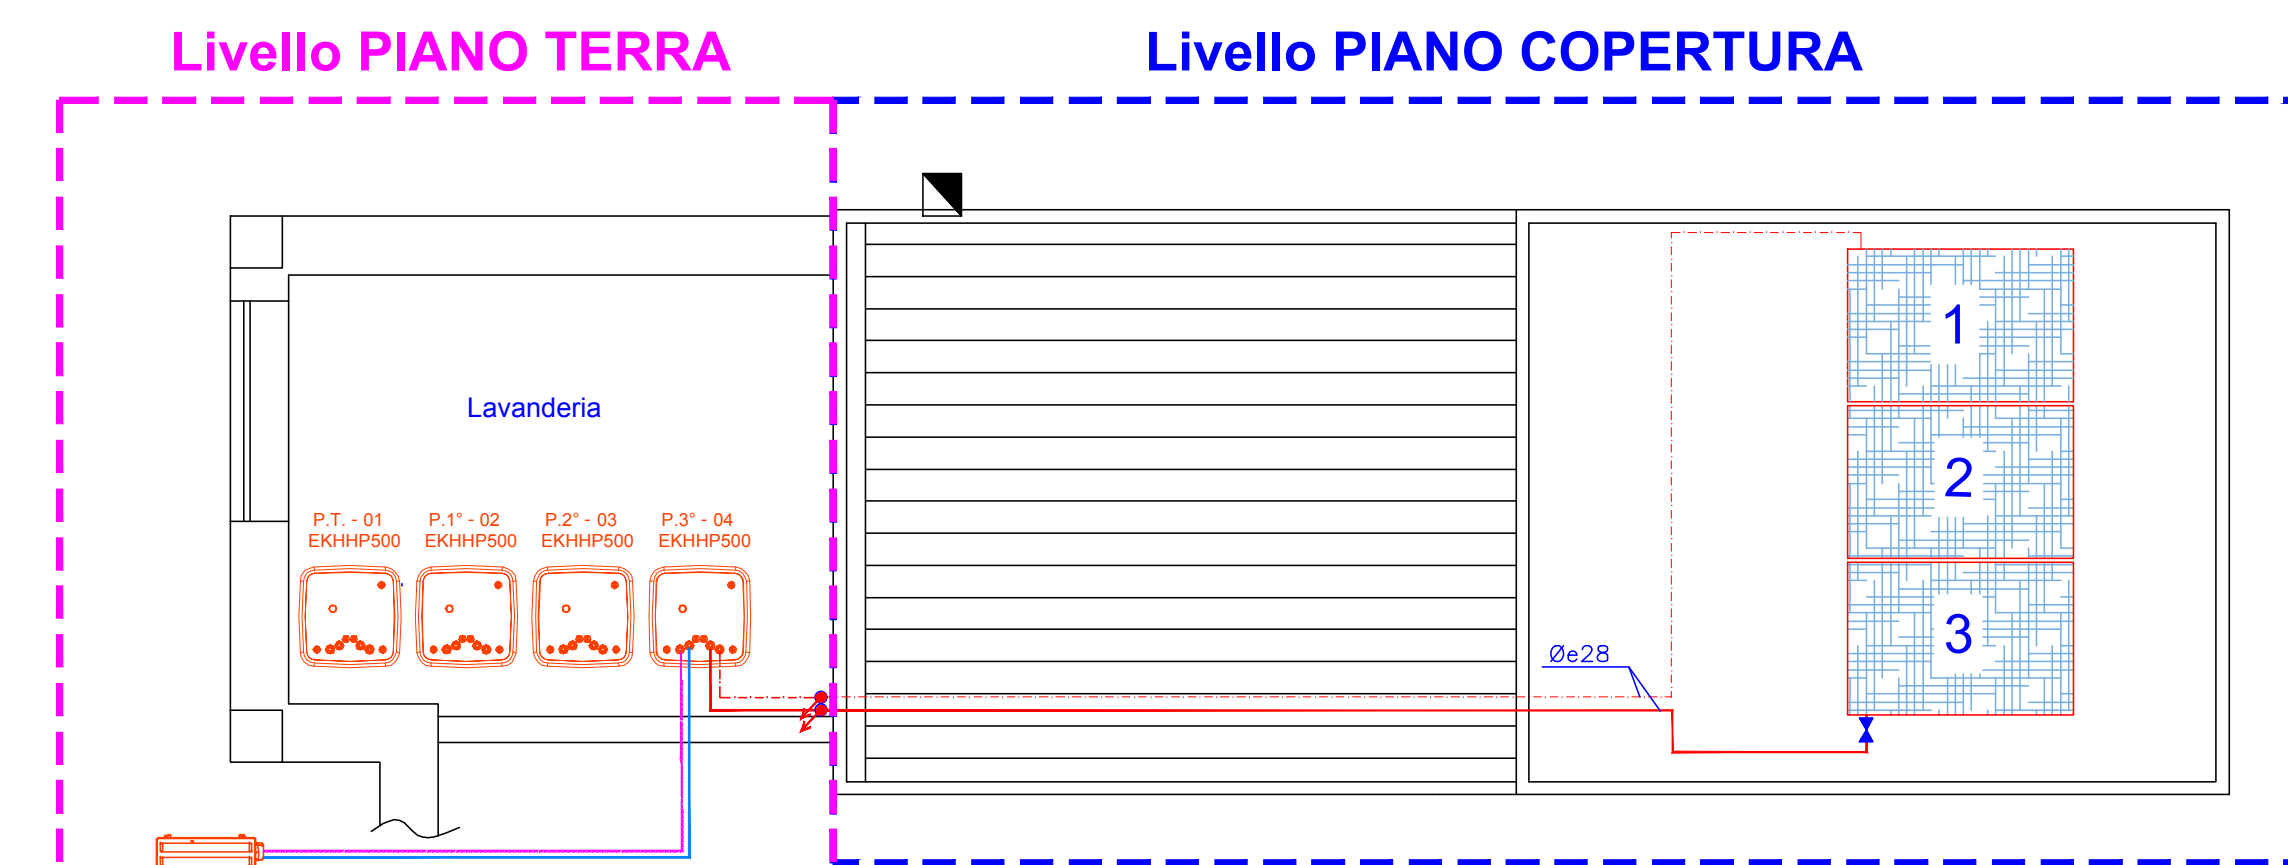 Livello PIANO TERRA
Livello PIANO COPERTURA
Lavanderia
P.T. - 01
EKHHP500
P.1° - 02
EKHHP500
P.2° - 03
EKHHP500
P.3° - 04
EKHHP500
Øe28
1
2
3